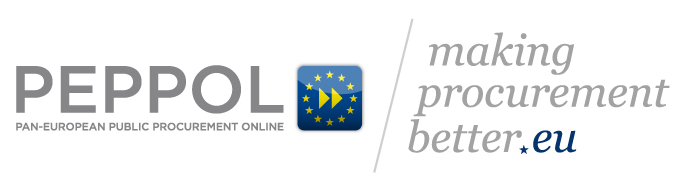 PEPPOL
PAN-EUROPEAN PUBLIC PROCUREMENT ONLINE
making
procurement
better.eu